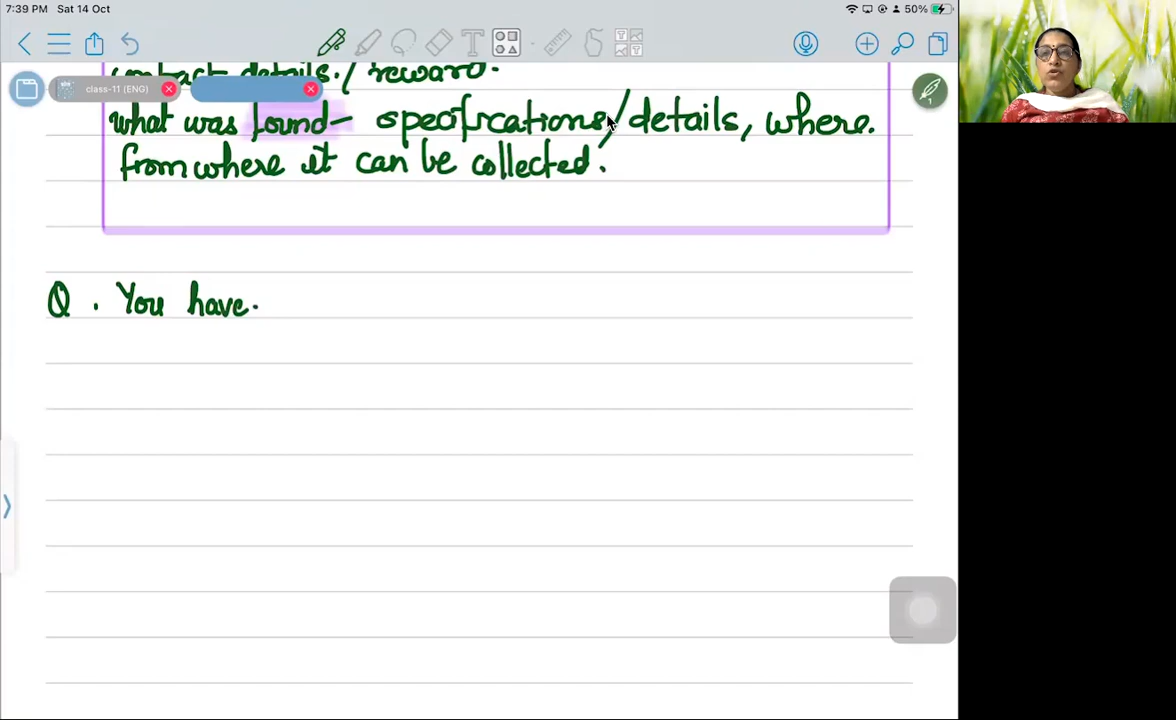 7:39 PM Sat 14 Oct
50%
contact details./ reward.
class-11 (ENG)
what was found- specifications/details, where.
from where it can be collected.
1
Q. You have.